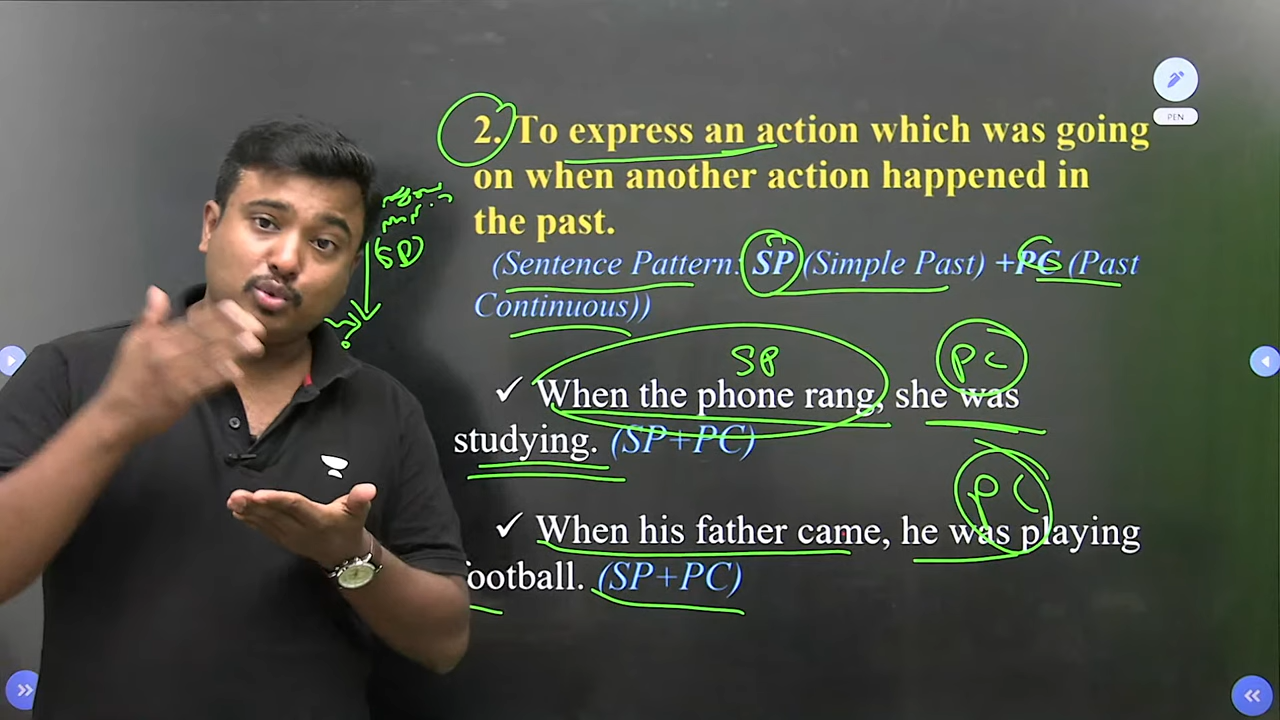 2. To express an action which was going
on when another action happened in
the past.
(Sentence Pattern: SP (Simple Past) +PC (Past
Continuous))
SP
PC
✓ When the phone rang, she was
studying. (SP+PC)
PC
✓ When his father came, he was playing
football. (SP+PC)
PEN